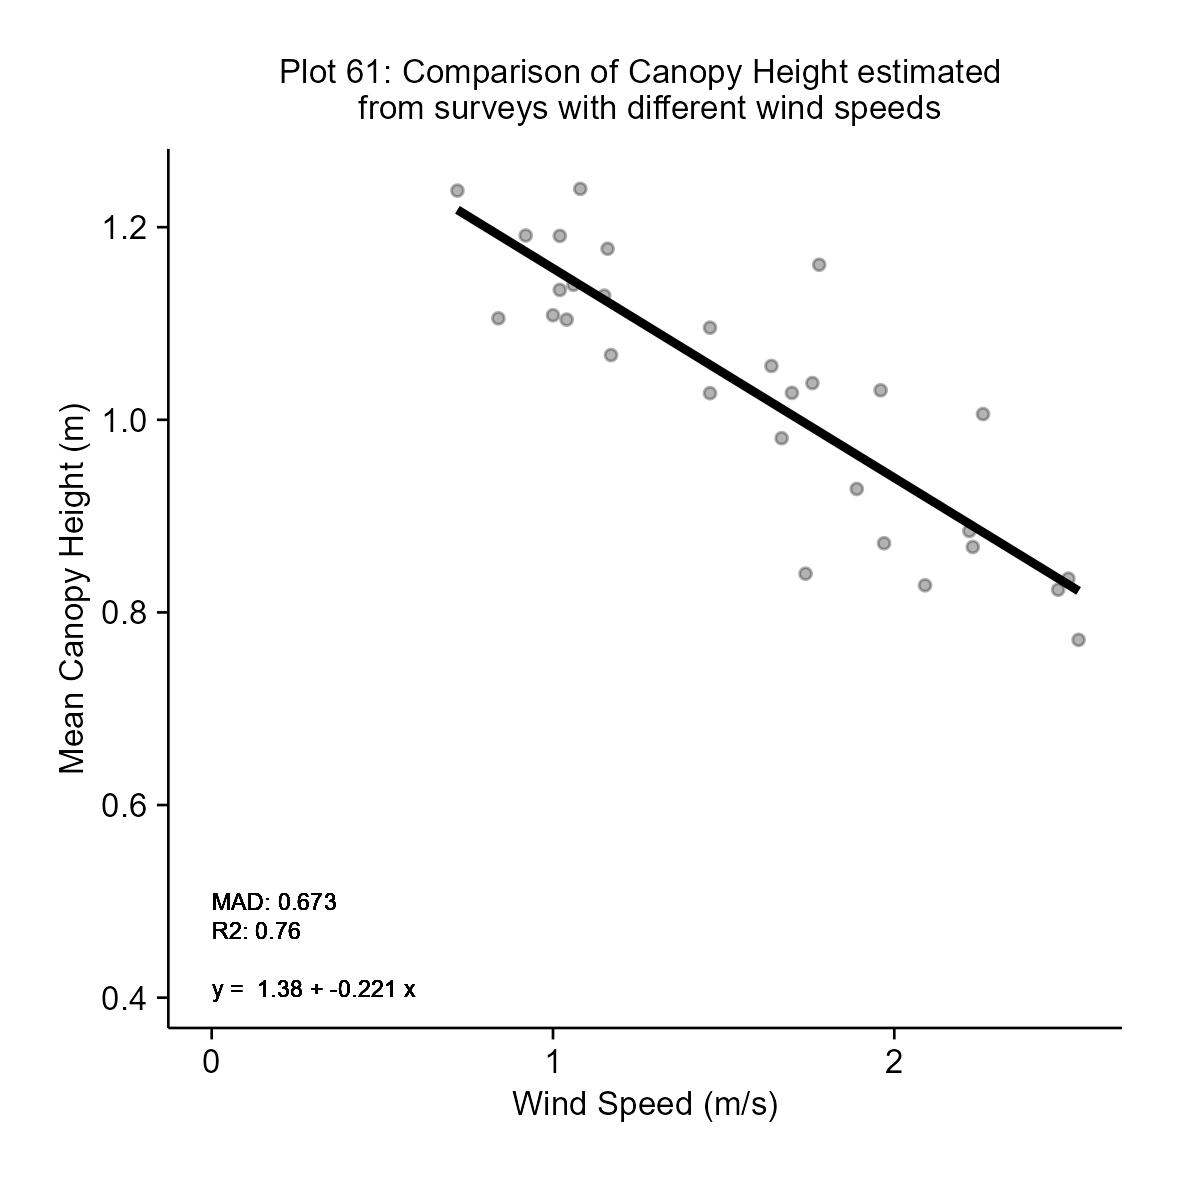 Plot 61: Comparison of Canopy Height estimated
from surveys with different wind speeds
Mean Canopy Height (m)
1.2
1.0
0.8
0.6
0.4
MAD: 0.673
R2: 0.76
y = 1.38 + -0.221 x
0 1 2
Wind Speed (m/s)